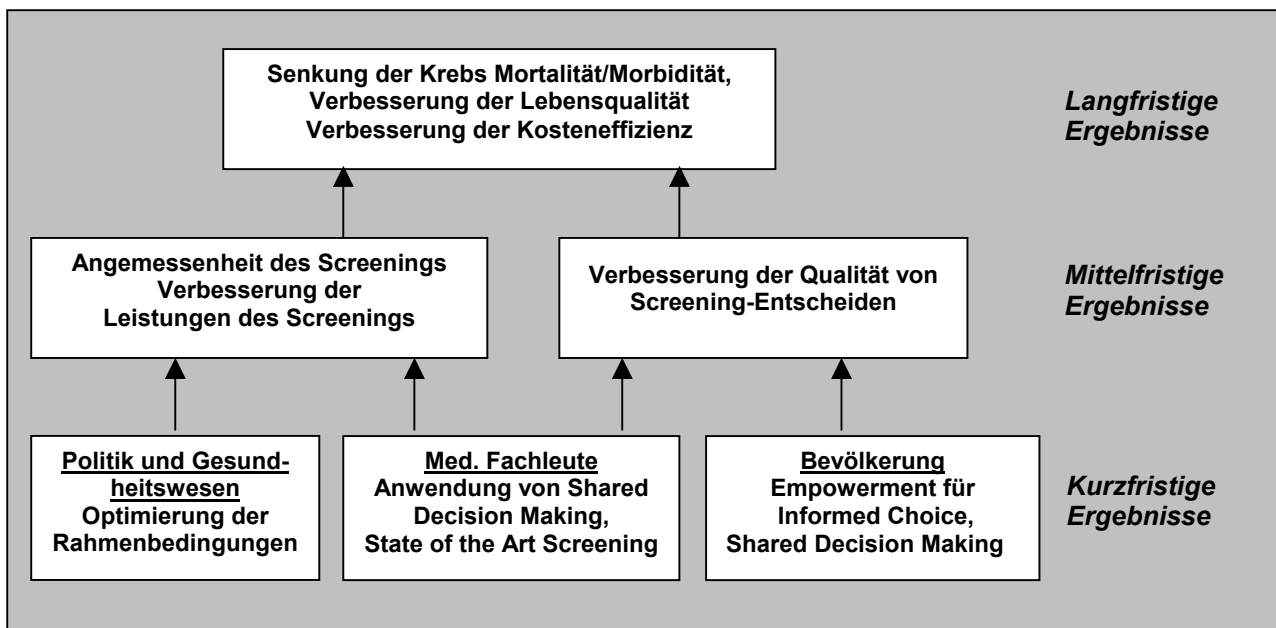 Senkung der Krebs Mortalität/Morbidität,
Verbesserung der Lebensqualität
Verbesserung der Kosteneffizienz
Langfristige
Ergebnisse
Angemessenheit des Screenings
Verbesserung der
Leistungen des Screenings
Verbesserung der Qualität von
Screening-Entscheiden
Mittelfristige
Ergebnisse
Politik und Gesund-
heitswesen
Optimierung der
Rahmenbedingungen
Med. Fachleute
Anwendung von Shared
Decision Making,
State of the Art Screening
Bevölkerung
Empowerment für
Informed Choice,
Shared Decision Making
Kurzfristige
Ergebnisse